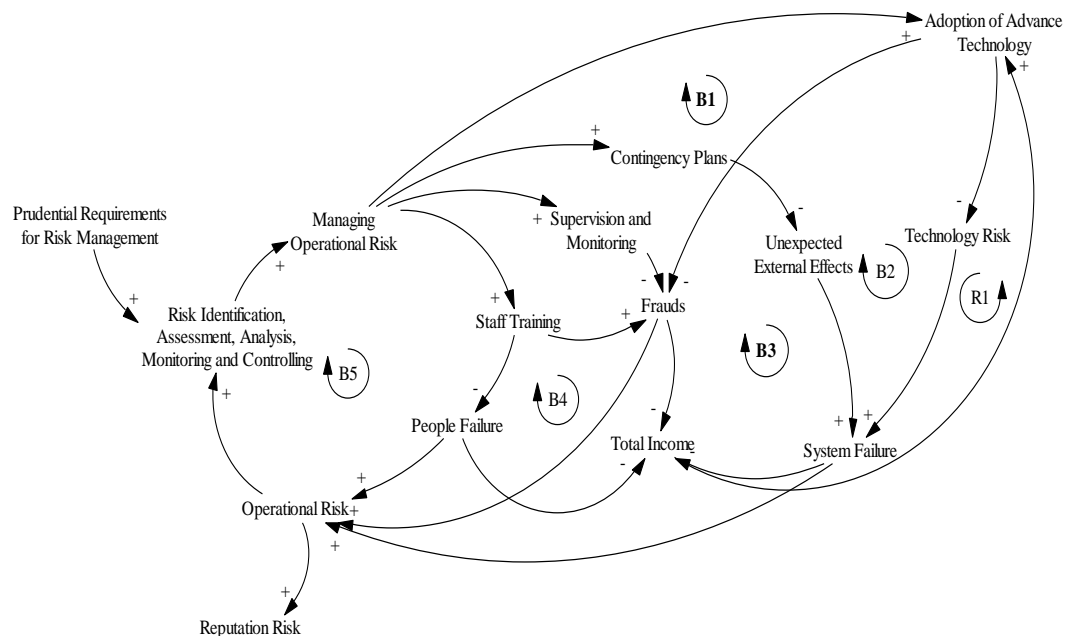 Adoption of Advance
Technology
+
+
B1
+
Contingency Plans
-
Prudential Requirements
for Risk Management
Managing
Operational Risk
+ Supervision and
Monitoring
-
Unexpected
External Effects
B2
-
Technology Risk
R1
+
+
-
-
Frauds
+
Staff Training
+
Risk Identification,
Assessment, Analysis,
Monitoring and Controlling
B5
B3
+
-
B4
People Failure
-
Total Income
-
-
+
+
System Failure
+
Operational Risk
+
+
+
Reputation Risk